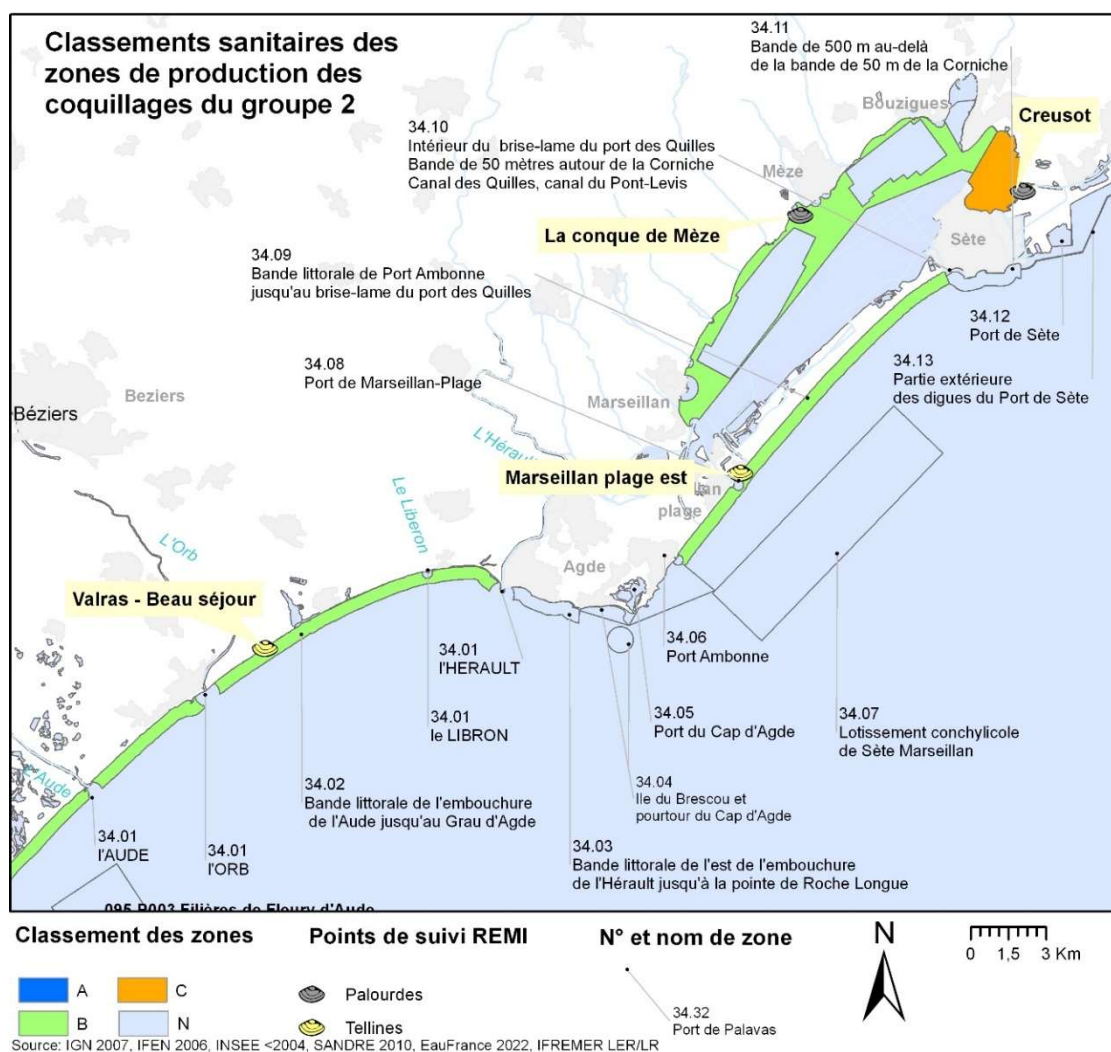 Classements sanitaires des
zones de production des
coquillages du groupe 2
34.11
Bande de 500 m au-delà
de la bande de 50 m de la Corniche
Bouzigues
Creusot
34.10
Intérieur du brise-lame du port des Quilles
Bande de 50 mètres autour de la Corniche
Canal des Quilles, canal du Pont-Levis
Mèze
La conque de Mèze
Sète
34.09
Bande littorale de Port Ambonne
jusqu'au brise-lame du port des Quilles
34.12
Port de Sète
34.08
Port de Marseillan-Plage
34.13
Partie extérieure
des digues du Port de Sète
Béziers
Beziers
Marseillan
L'Hérault
Marseillan plage est
plage
Le Liberon
L'Orb
Agde
Valras - Beau séjour
34.01
l'HERAULT
34.06
Port Ambonne
34.01
le LIBRON
34.05
Port du Cap d'Agde
34.07
Lotissement conchylicole
de Sète Marseillan
L'Aude
34.02
Bande littorale de l'embouchure
de l'Aude jusqu'au Grau d'Agde
34.04
Ile du Brescou et
pourtour du Cap d'Agde
34.01
l'AUDE
34.01
l'ORB
34.03
Bande littorale de l'est de l'embouchure
de l'Hérault jusqu'à la pointe de Roche Longue
Filières de Fleury d'Aude
Classement des zones
A
C
B
N
Points de suivi REMI
Palourdes
Tellines
N° et nom de zone
34.32
Port de Palavas
N
0 1,5 3 Km
Source: IGN 2007, IFEN 2006, INSEE <2004, SANDRE 2010, EauFrance 2022, IFREMER LER/LR